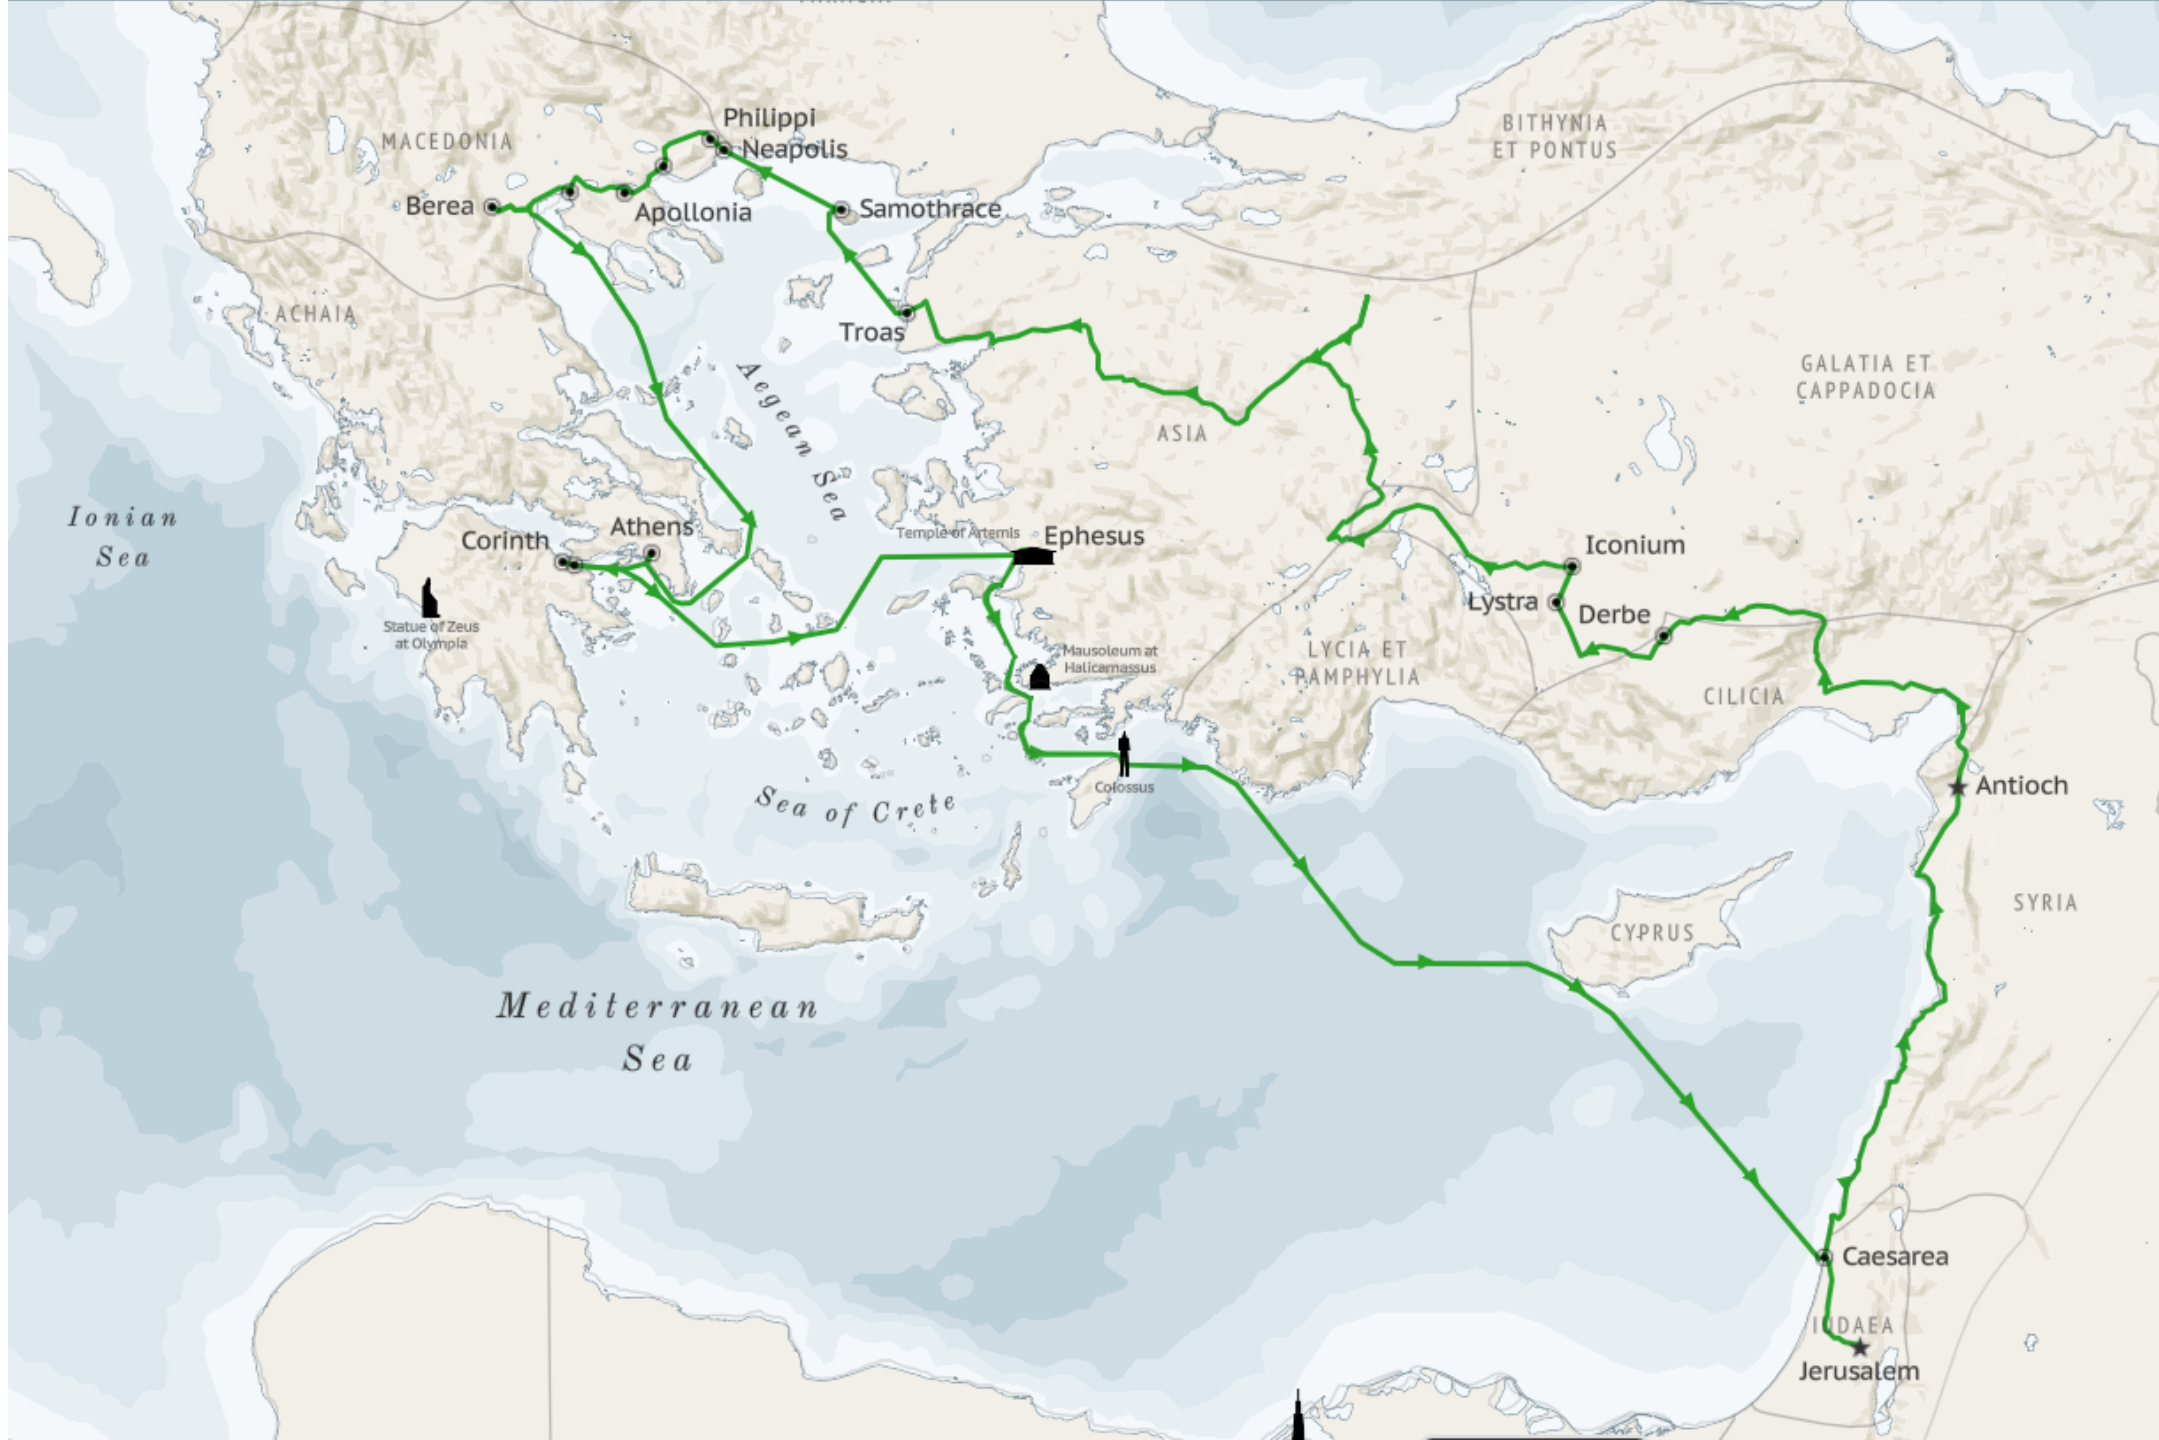 MACEDONIA
Philippi
Neapolis
Berea
Apollonia
Samothrace
BITHYNIA
ET PONTUS
ACHAIA
Troas
Aegean Sea
GALATIA ET
CAPPADOCIA
ASIA
Ionian
Sea
Corinth
Athens
Temple of Artemis
Ephesus
Iconium
Statue of Zeus
at Olympia
Lystra
Derbe
Mausoleum at
Halicarnassus
LYCIA ET
PAMPHYLIA
CILICIA
Colossus
Antioch
Sea of Crete
SYRIA
CYPRUS
Mediterranean
Sea
Caesarea
IUDAEA
Jerusalem